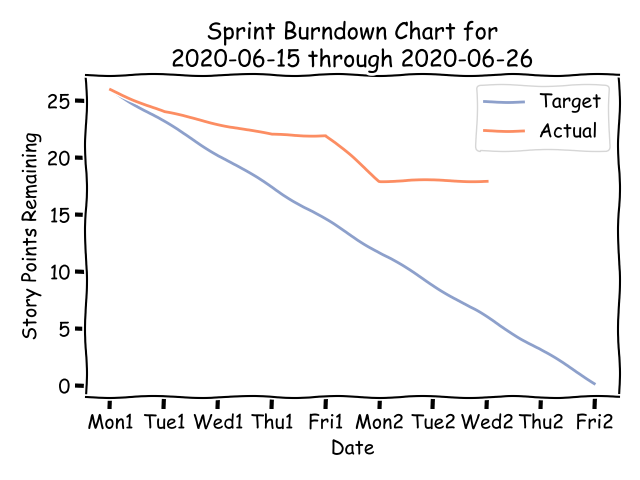 Sprint Burndown Chart for
2020-06-15 through 2020-06-26
Target
Actual
Story Points Remaining
25
20
15
10
5
0
Mon1 Tue1 Wed1 Thu1 Fri1 Mon2 Tue2 Wed2 Thu2 Fri2
Date